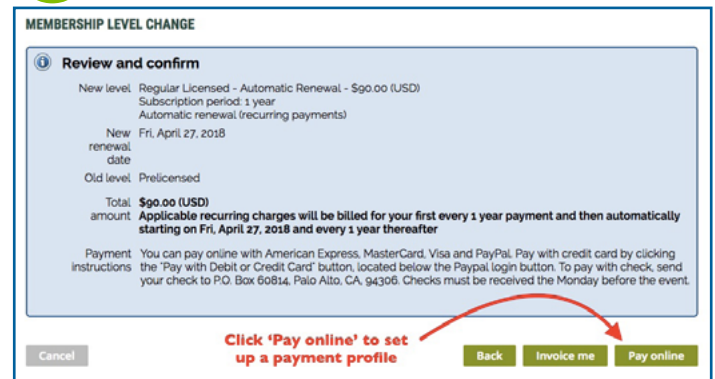 MEMBERSHIP LEVEL CHANGE
Review and confirm
New level Regular Licensed - Automatic Renewal - $90.00 (USD)
Subscription period: 1 year
Automatic renewal (recurring payments)
New Fri, April 27, 2018
renewal
date
Old level Prelicensed
Total $90.00 (USD)
amount Applicable recurring charges will be billed for your first every 1 year payment and then automatically
starting on Fri, April 27, 2018 and every 1 year thereafter
Payment You can pay online with American Express, MasterCard, Visa and PayPal. Pay with credit card by clicking
instructions the "Pay with Debit or Credit Card" button, located below the Paypal login button. To pay with check, send
your check to P.O. Box 60814, Palo Alto, CA, 94306. Checks must be received the Monday before the event.
Click 'Pay online' to set
up a payment profile
Cancel Back Invoice me Pay online